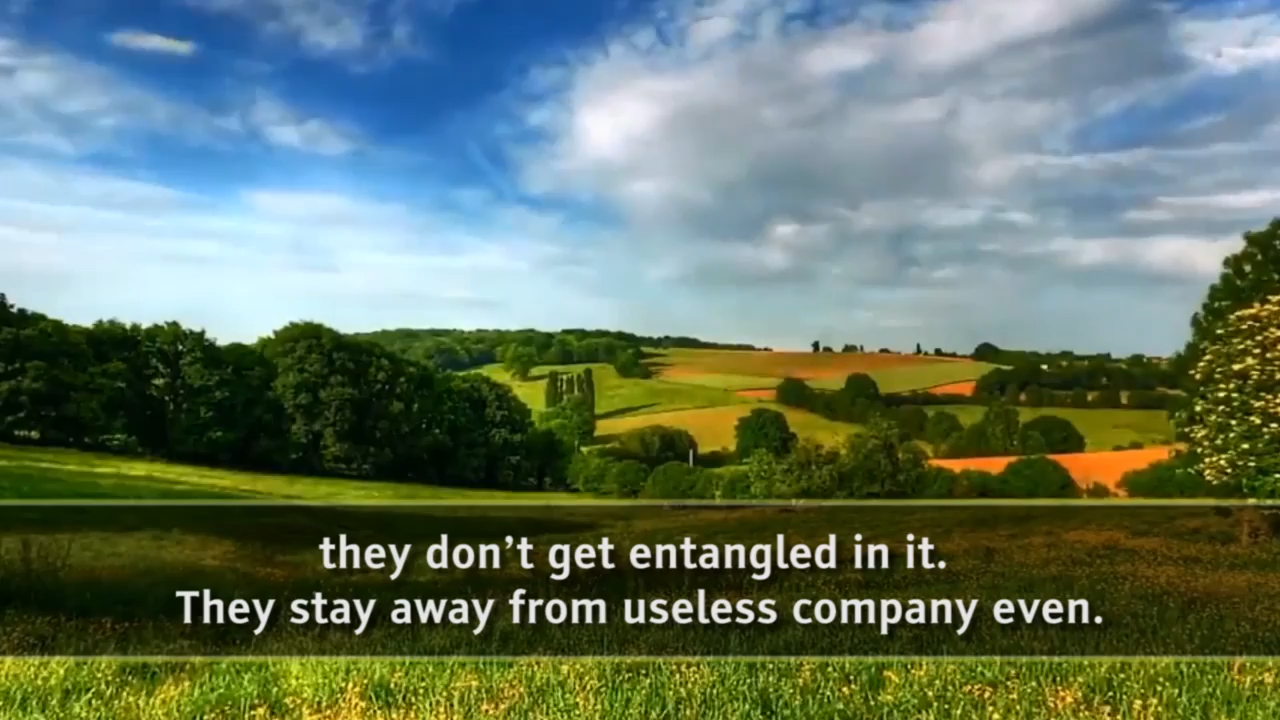 they don’t get entangled in it.
They stay away from useless company even.